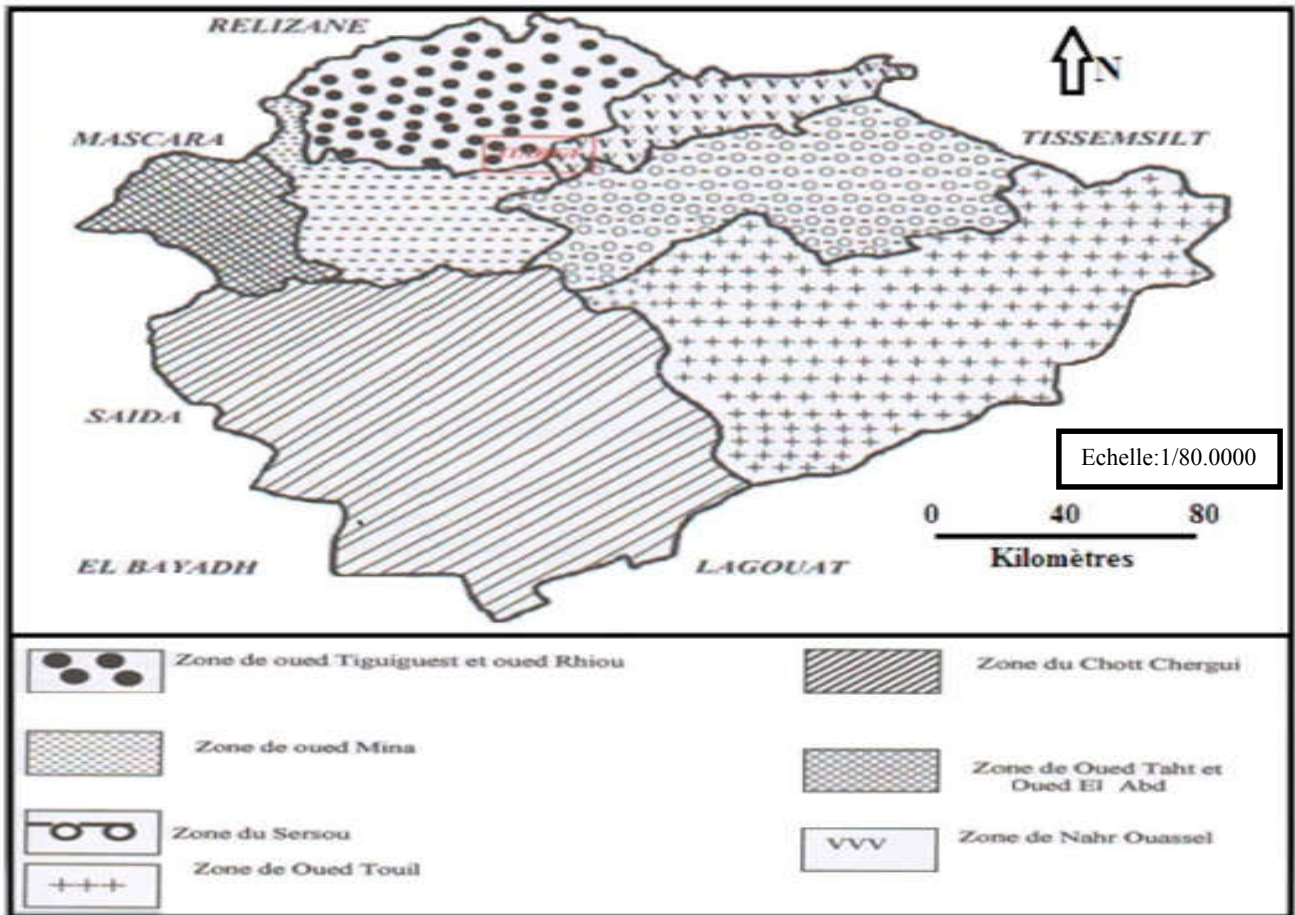 RELIZANE
N
MASCARA
TISSEMSILT
SAIDA
Echelle:1/80.0000
0 40 80
Kilomètres
EL BAYADH
LAGOUAT
Zone de oued Tiguiguest et oued Rhiou
Zone du Chott Chergui
Zone de oued Mina
Zone de Oued Taht et
Oued El Abd
Zone du Sersou
VVV
Zone de Nahr Ouassel
Zone de Oued Touil